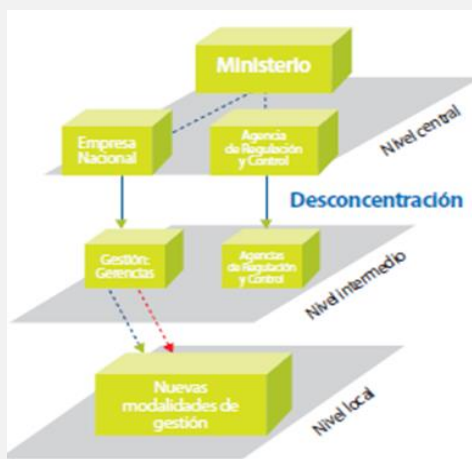 Ministerio
Empresa
Nacional
Agencia
de Regulación
y Control
Nivel central
Desconcentración
Gestión:
Gerencias
Agencias
de Regulación
y Control
Nivel intermedio
Nuevas
modalidades de
gestión
Nivel local